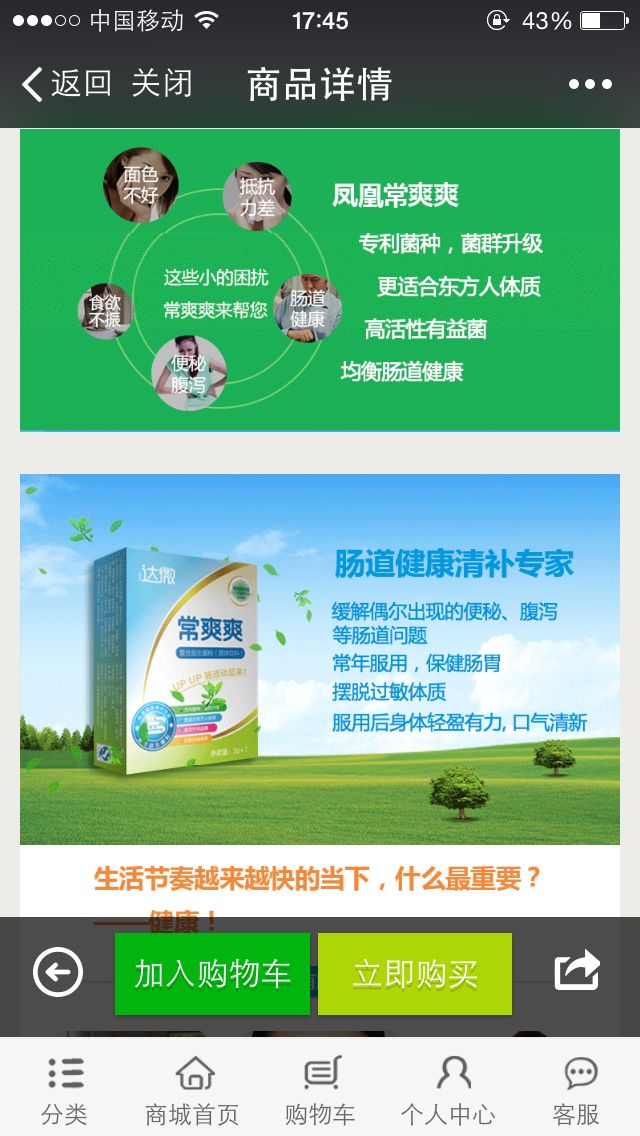 中国移动
17:45
43%
返回 关闭 商品详情
面色
不好
抵抗
力差
食欲
不振
这些小的困扰
常爽爽来帮您
肠道
健康
便秘
腹泻
凤凰常爽爽
专利菌种，菌群升级
更适合东方人体质
高活性有益菌
均衡肠道健康
达微
常爽爽
UP UP 肠道动起来！
肠道健康清补专家
缓解偶尔出现的便秘、腹泻
等肠道问题
常年服用，保健肠胃
摆脱过敏体质
服用后身体轻盈有力, 口气清新
生活节奏越来越快的当下，什么最重要？
——健康！
加入购物车
立即购买
分类
商城首页
购物车
个人中心
客服